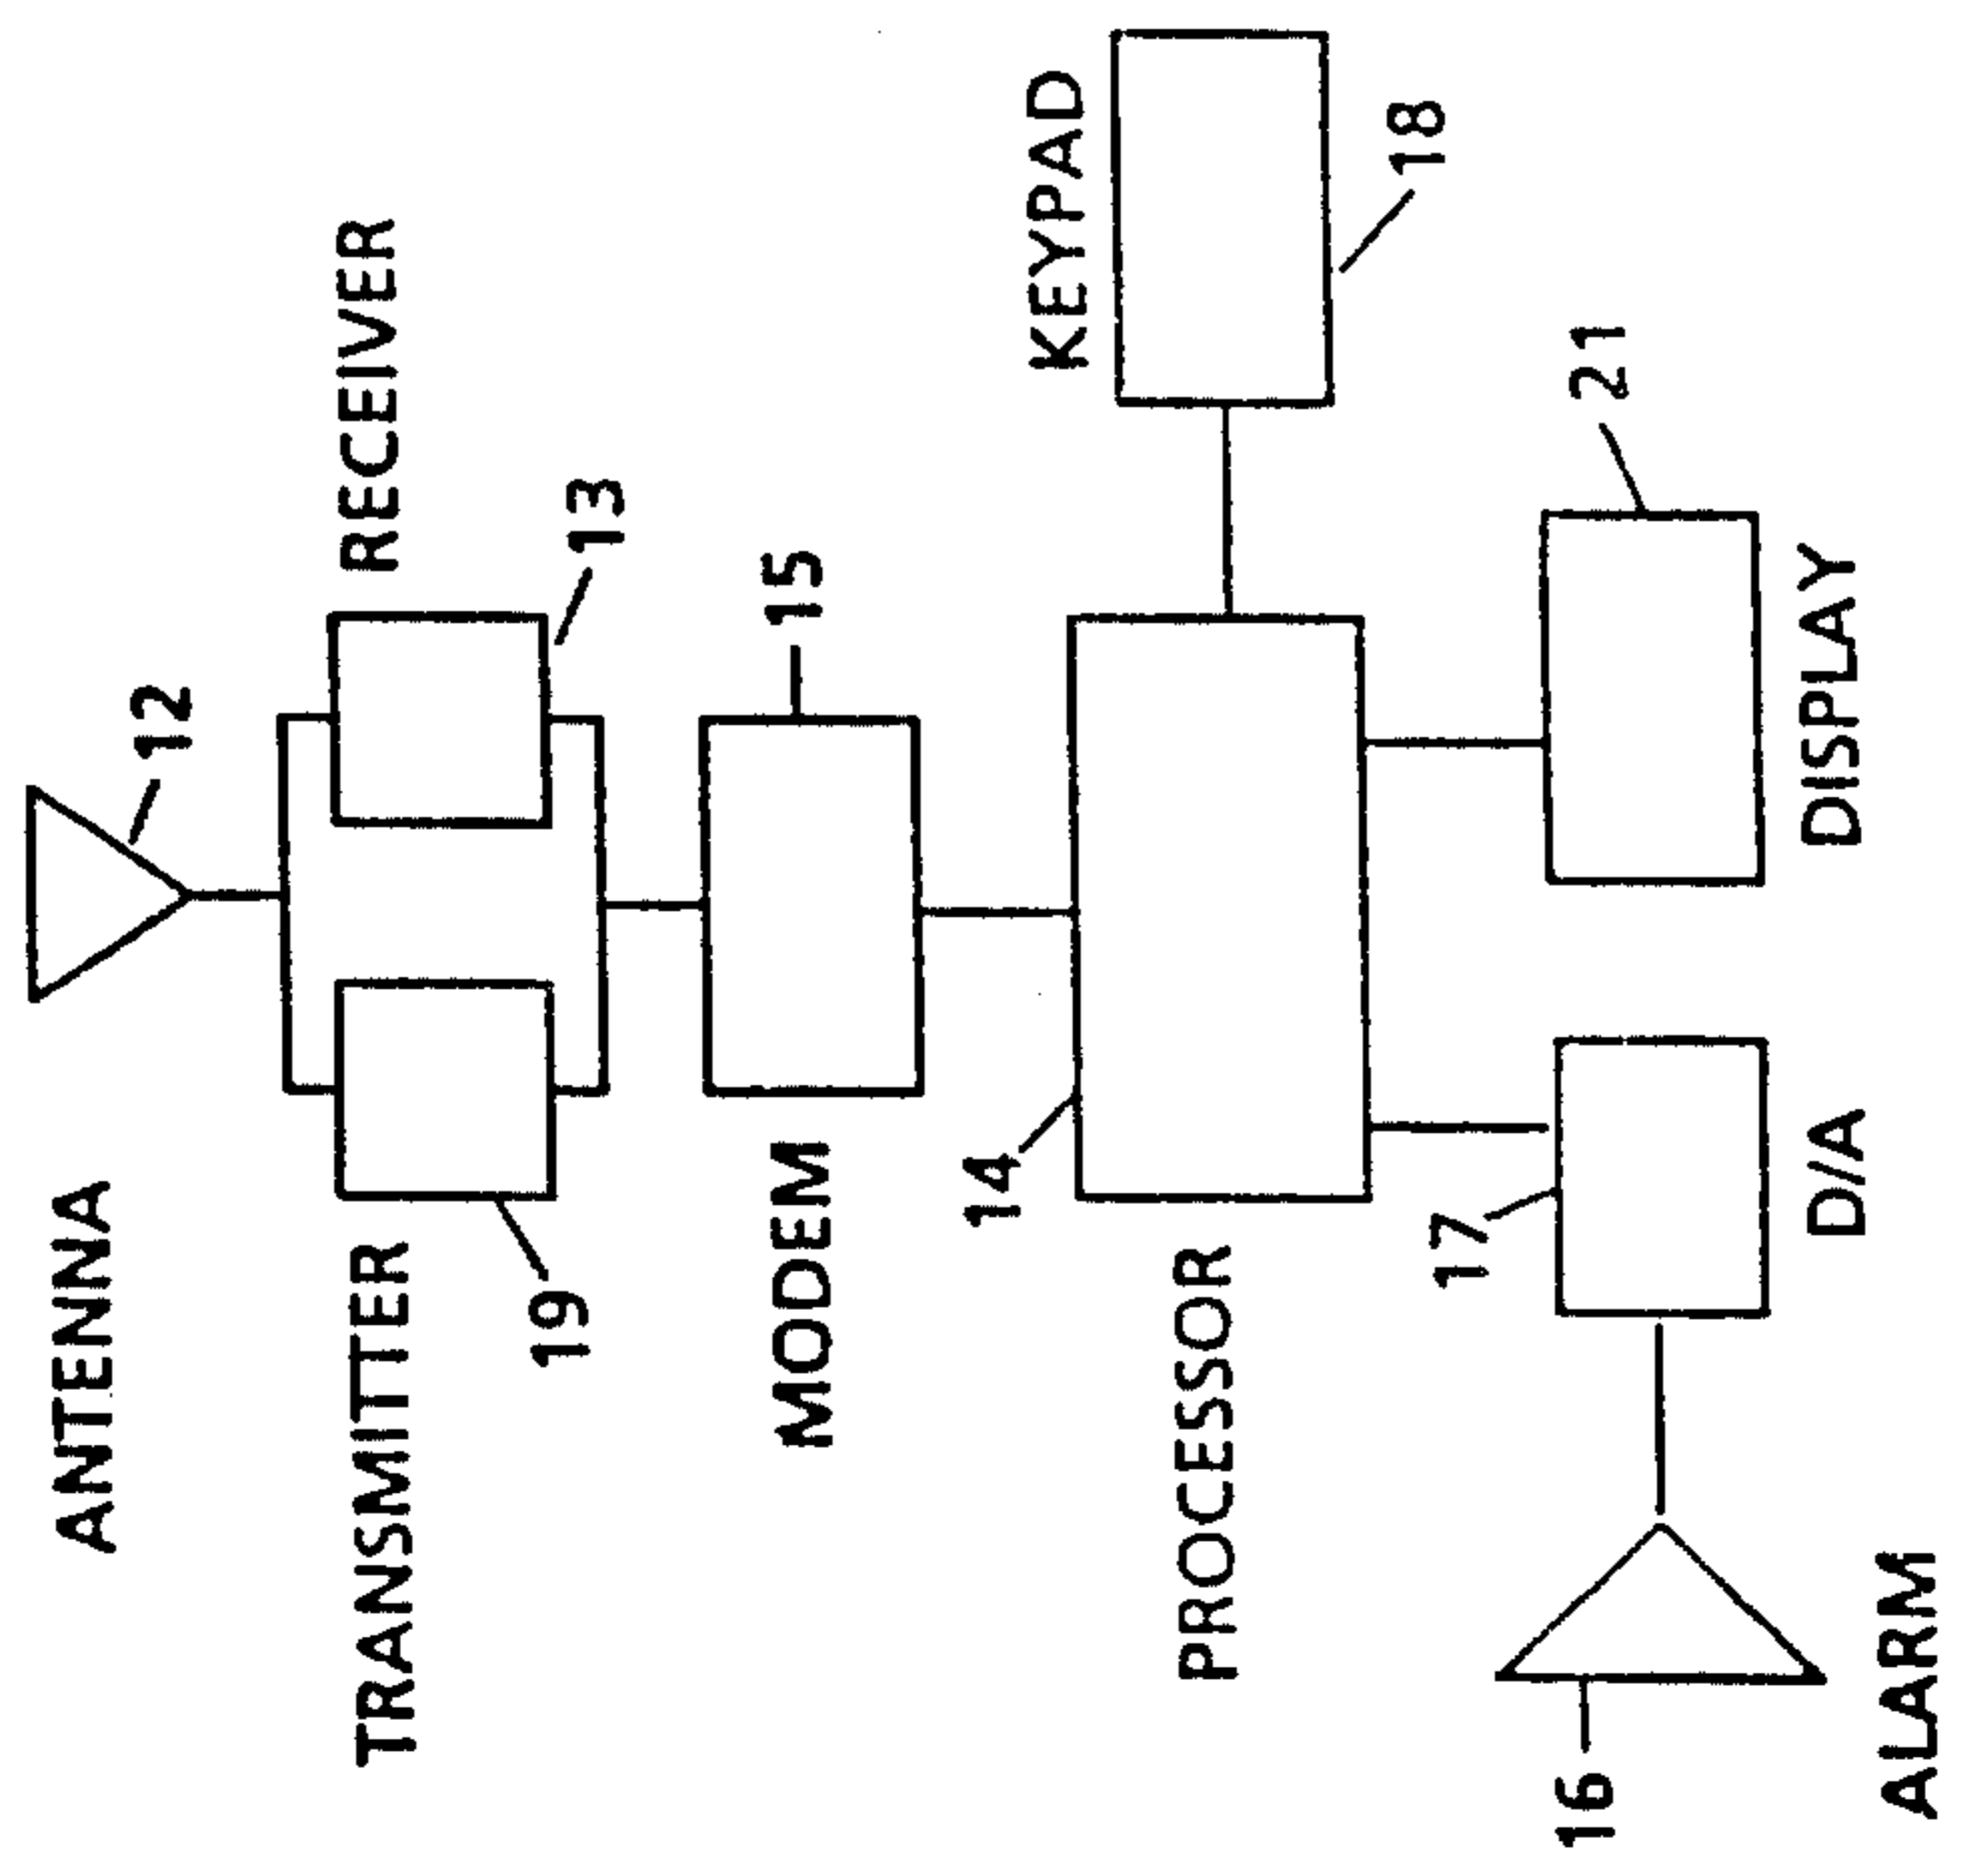 ANTENNA
12
TRANSMITTER
19
RECEIVER
13
MODEM
15
14
PROCESSOR
KEYPAD
18
17
16
21
ALARM
D/A
DISPLAY